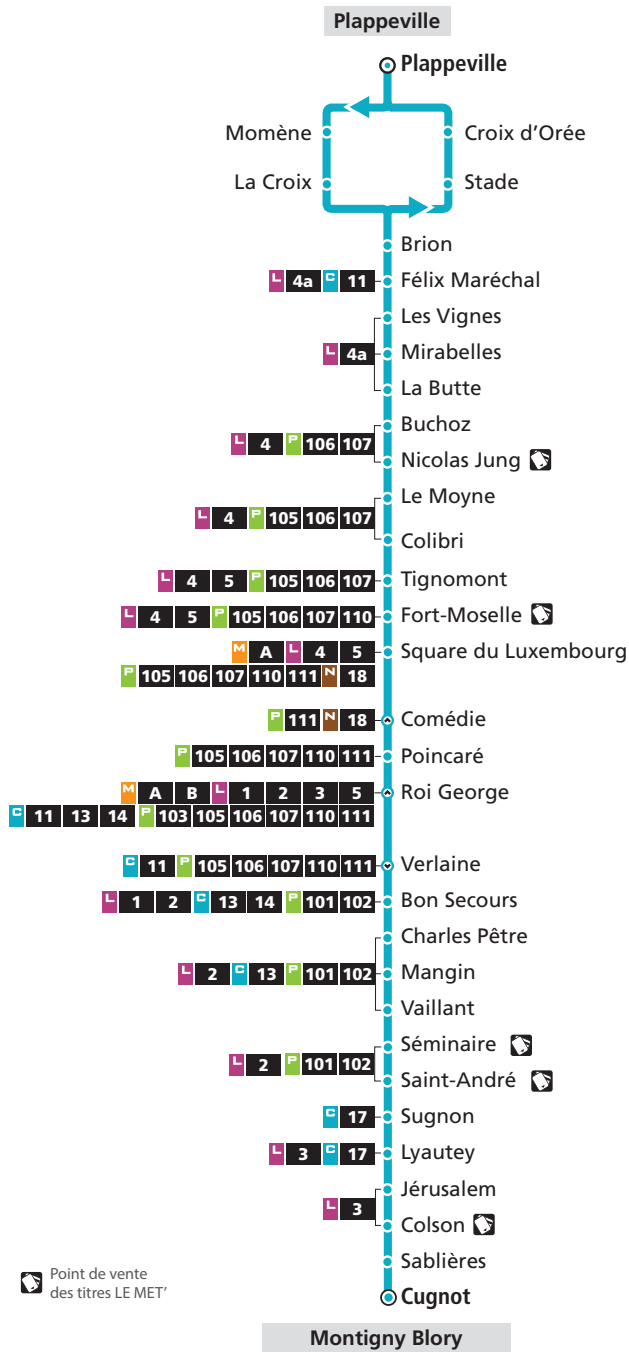 Plappeville
Plappeville
Momène
Croix d'Orée
La Croix
Stade
Brion
L 4a C 11 Félix Maréchal
Les Vignes
L 4a Mirabelles
La Butte
Buchoz
L 4 P 106 107
Nicolas Jung
Le Moyne
L 4 P 105 106 107
Colibri
L 4 5 P 105 106 107 Tignomont
L 4 5 P 105 106 107 110 Fort-Moselle
M A L 4 5 Square du Luxembourg
P 105 106 107 110 111 N 18
P 111 N 18 Comédie
P 105 106 107 110 111 Poincaré
M A B L 1 2 3 5 Roi George
C 11 13 14 P 103 105 106 107 110 111
C 11 P 105 106 107 110 111 Verlaine
L 1 2 C 13 14 P 101 102 Bon Secours
Charles Pêtre
L 2 C 13 P 101 102 Mangin
Vaillant
Séminaire
L 2 P 101 102
Saint-André
C 17 Sugnon
L 3 C 17 Lyautey
Jérusalem
L 3
Colson
Sablières
Point de vente
des titres LE MET'
Cugnot
Montigny Blory